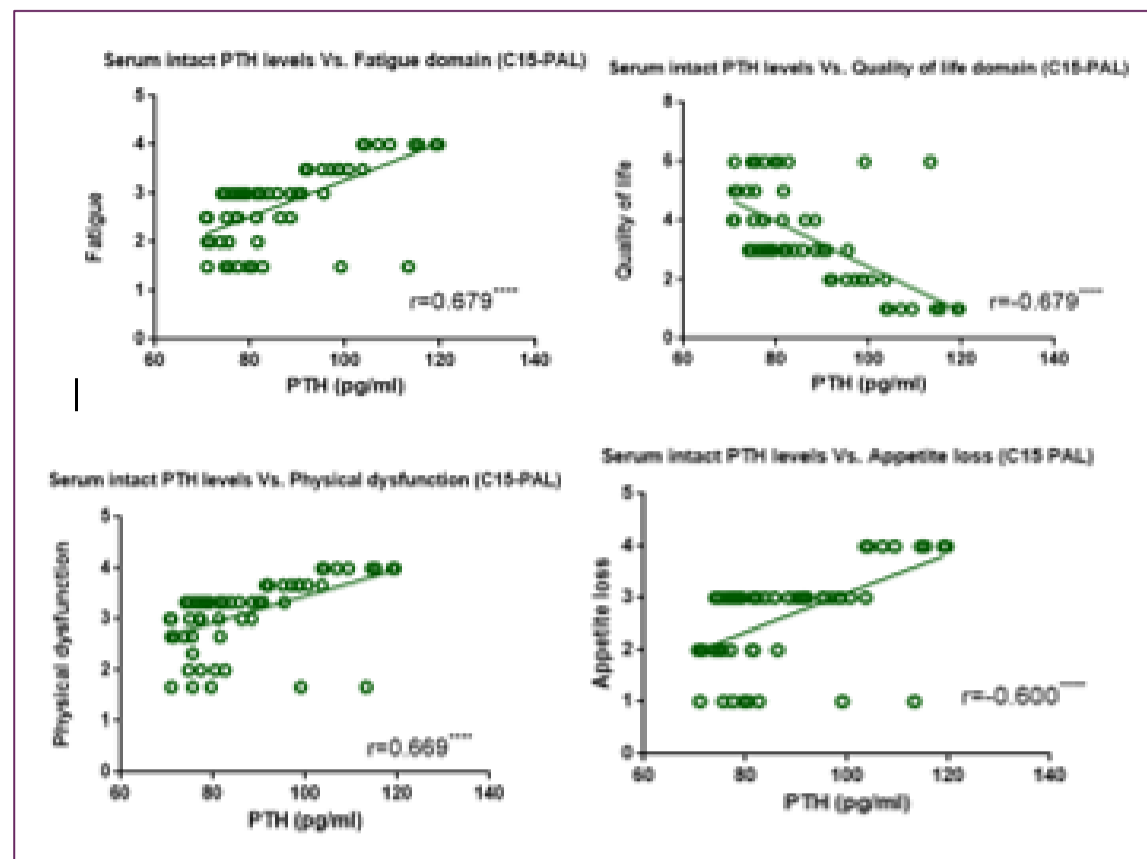 Serum intact PTH levels Vs. Fatigue domain (C15-PAL)
5
4
3
2
1
0
Fatigue
r=0.679****
60 80 100 120 140
PTH (pg/ml)
Serum intact PTH levels Vs. Quality of life domain (C15-PAL)
8
6
4
2
0
Quality of life
r=-0.679****
60 80 100 120 140
PTH (pg/ml)
Serum intact PTH levels Vs. Physical dysfunction (C15-PAL)
5
4
3
2
1
0
Physical dysfunction
r=0.669****
60 80 100 120 140
PTH (pg/ml)
Serum intact PTH levels Vs. Appetite loss (C15 PAL)
5
4
3
2
1
0
Appetite loss
r=-0.600****
60 80 100 120 140
PTH (pg/ml)